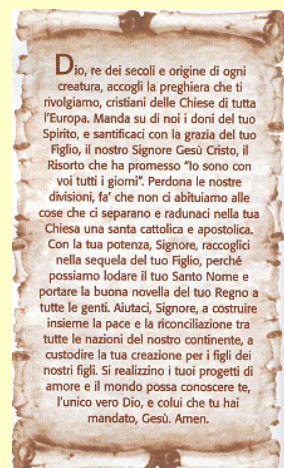 Dio, re dei secoli e origine di ogni
creatura, accogli la preghiera che ti
rivolgiamo, cristiani delle Chiese di tutta
l'Europa. Manda su di noi i doni del tuo
Spirito, e santificaci con la grazia del tuo
Figlio, il nostro Signore Gesù Cristo, il
Risorto che ha promesso "Io sono con
voi tutti i giorni". Perdona le nostre
divisioni, fa' che non ci abituiamo alle
cose che ci separano e radunaci nella tua
Chiesa una santa cattolica e apostolica.
Con la tua potenza, Signore, raccoglici
nella sequela del tuo Figlio, perché
possiamo lodare il tuo Santo Nome e
portare la buona novella del tuo Regno a
tutte le genti. Aiutaci, Signore, a costruire
insieme la pace e la riconciliazione tra
tutte le nazioni del nostro continente, a
custodire la tua creazione per i figli dei
nostri figli. Si realizzino i tuoi progetti di
amore e il mondo possa conoscere te,
l'unico vero Dio, e colui che tu hai
mandato, Gesù. Amen.